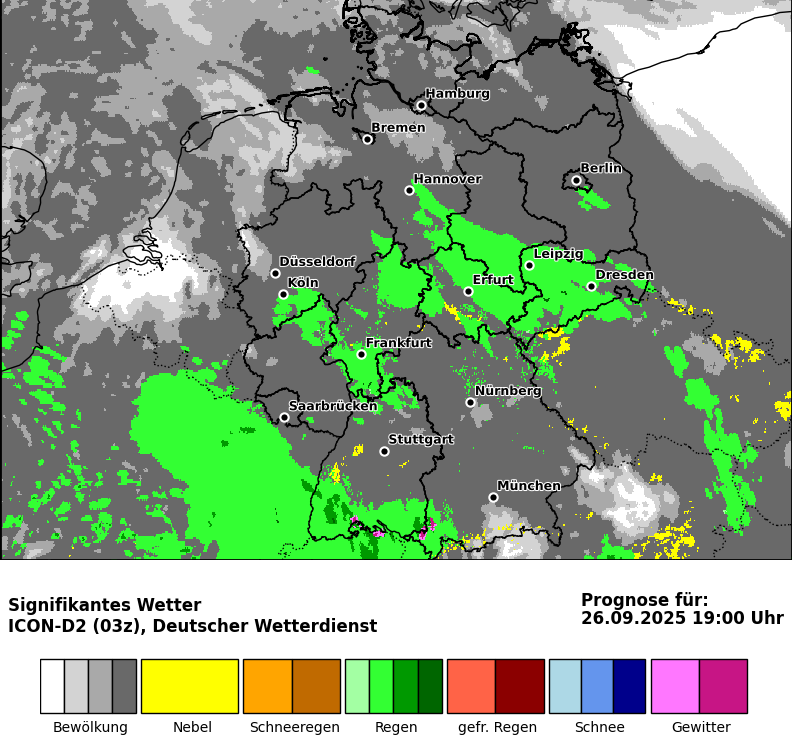 Hamburg
Bremen
Berlin
Hannover
Düsseldorf
Leipzig
Köln
Erfurt
Dresden
Frankfurt
Nürnberg
Saarbrücken
Stuttgart
München
Signifikantes Wetter
ICON-D2 (03z), Deutscher Wetterdienst
Prognose für:
26.09.2025 19:00 Uhr
Bewölkung
Nebel
Schneeregen
Regen
gefr. Regen
Schnee
Gewitter